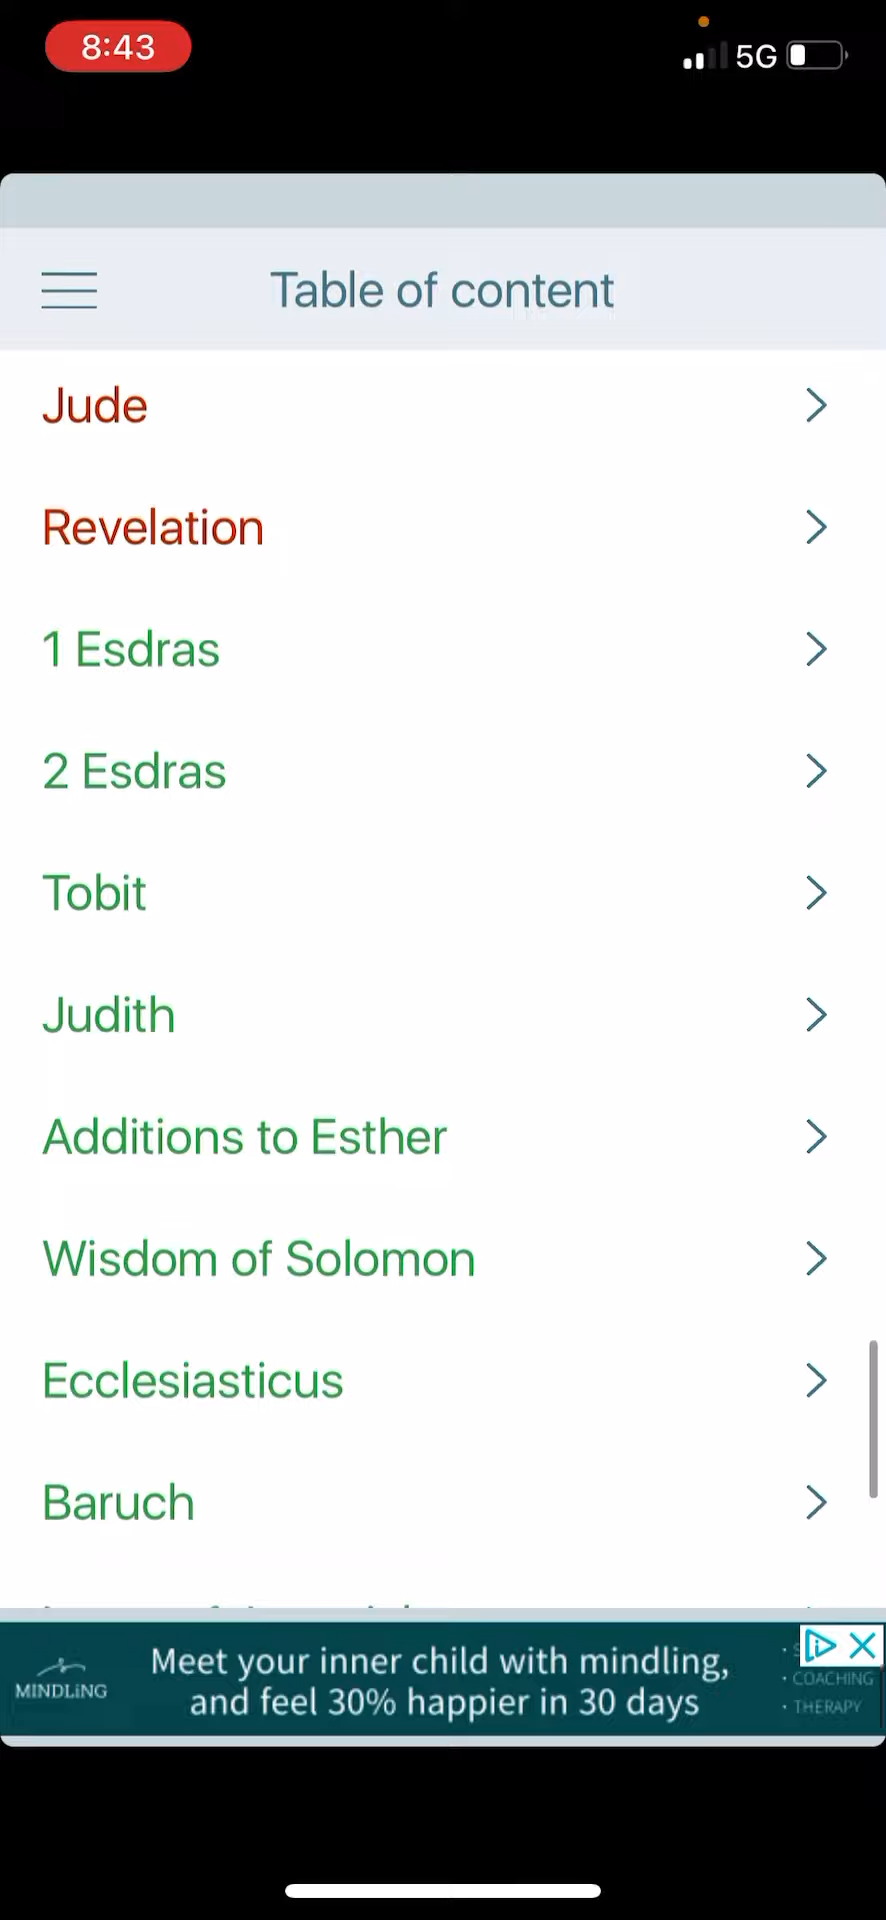 8:43
5G
Table of content
Jude
Revelation
1 Esdras
2 Esdras
Tobit
Judith
Additions to Esther
Wisdom of Solomon
Ecclesiasticus
Baruch
MINDLiNG
Meet your inner child with mindling,
and feel 30% happier in 30 days
• COACHING
• THERAPY